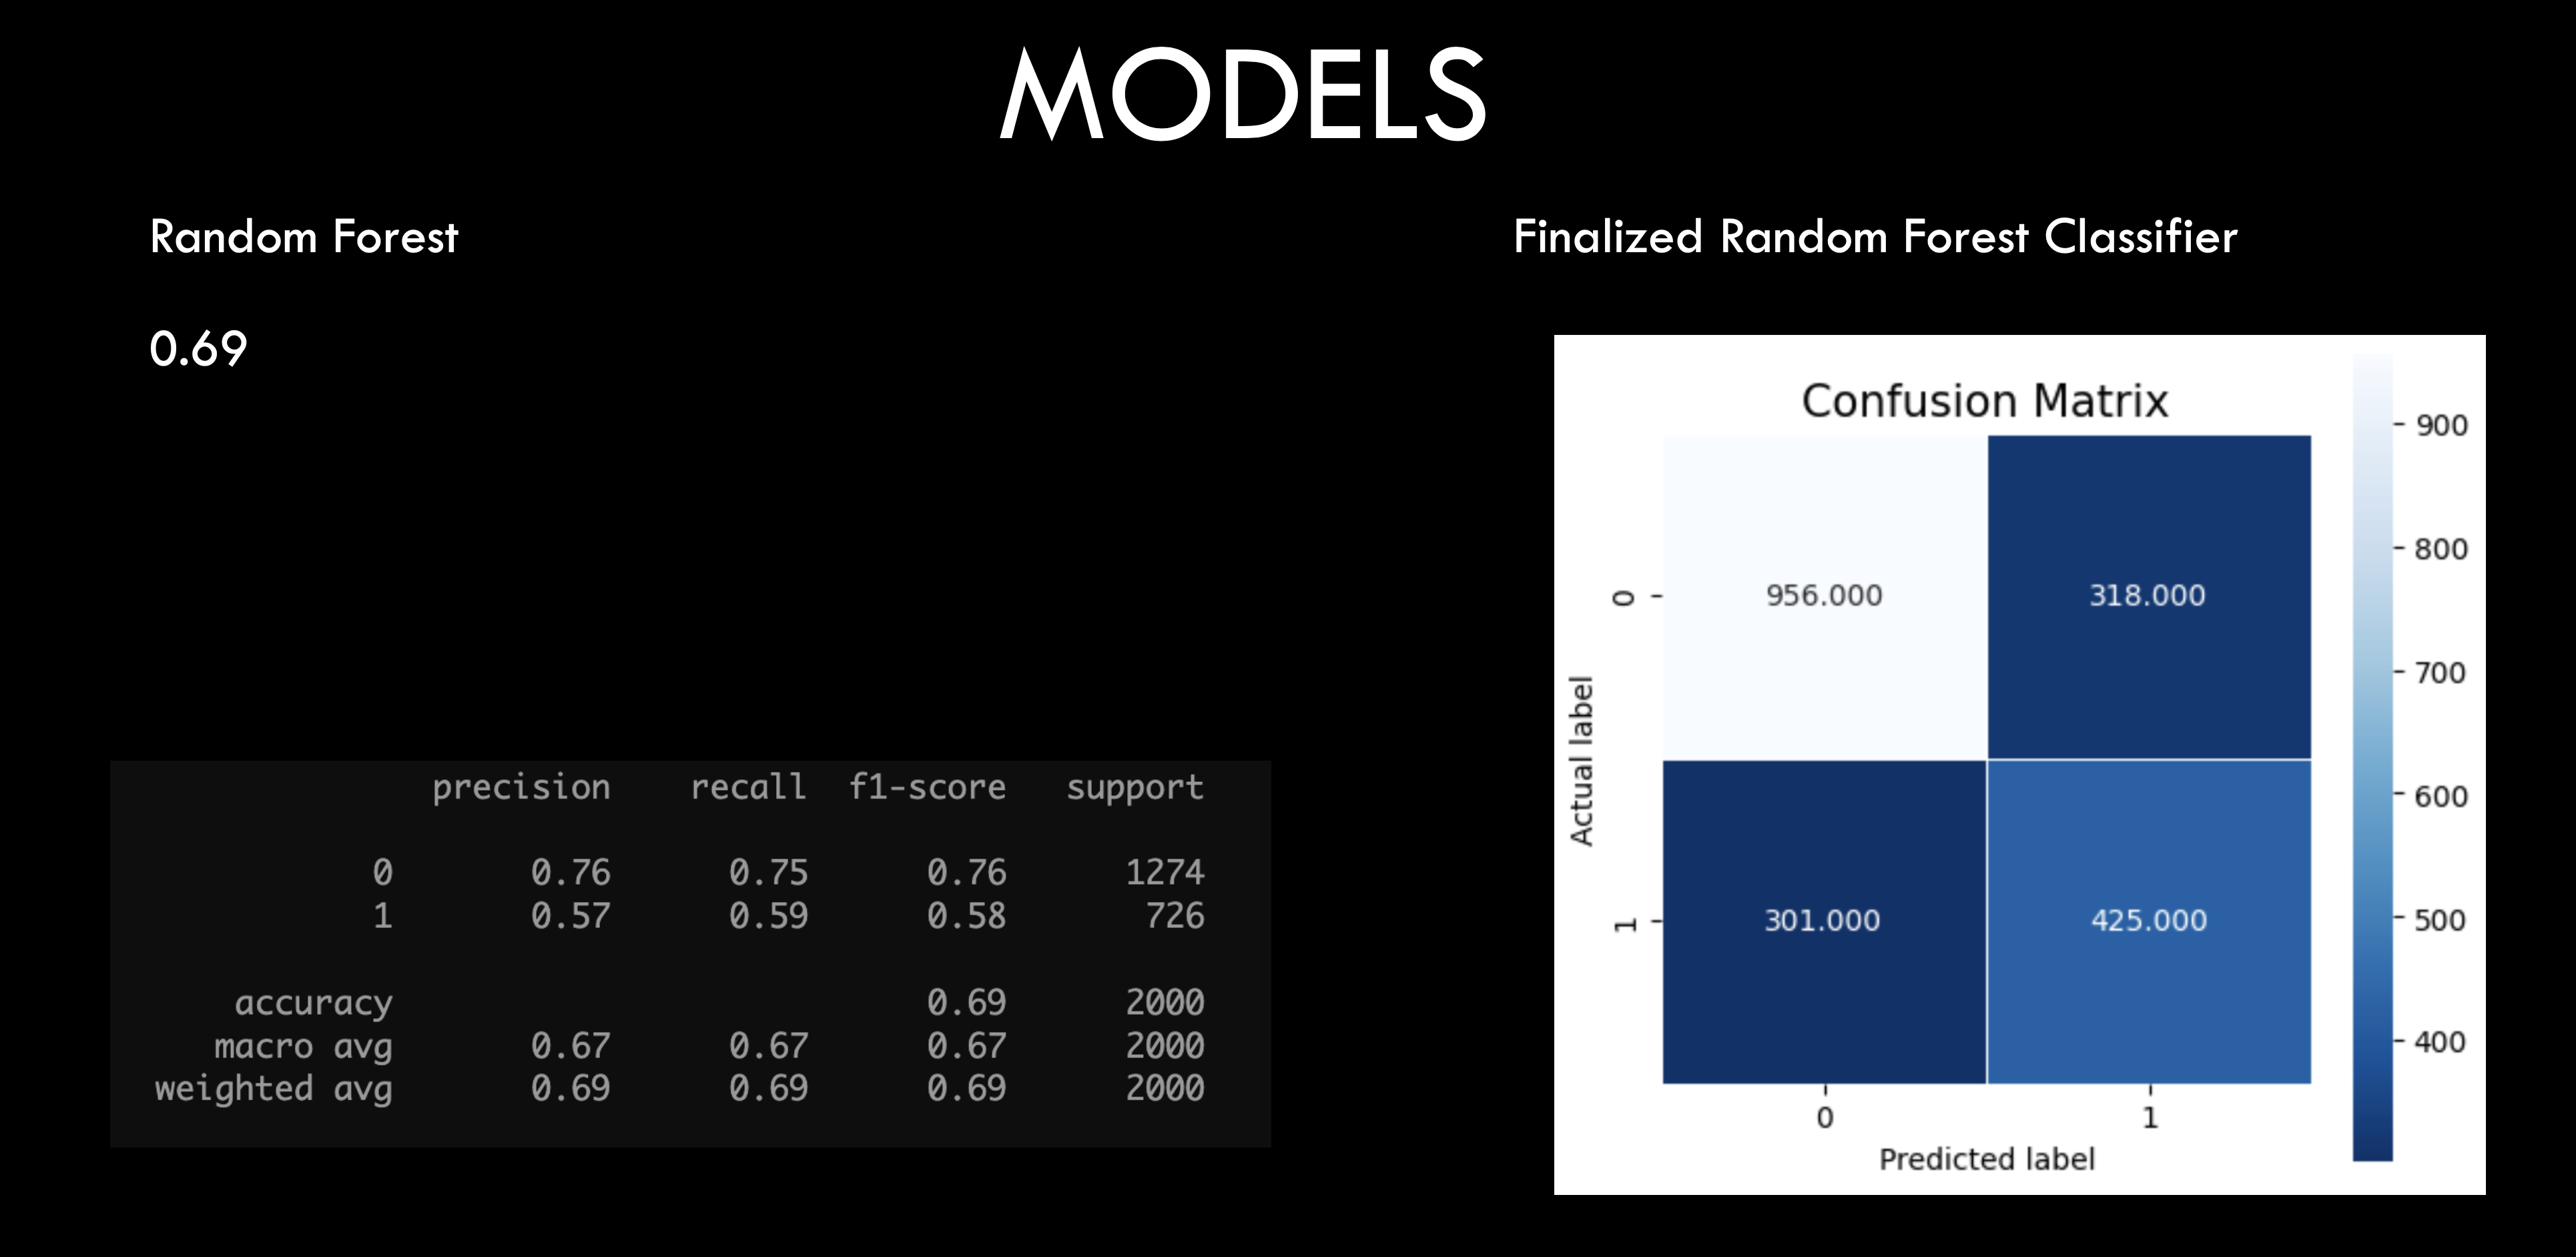 MODELS
Random Forest
0.69
precision recall f1-score support
0 0.76 0.75 0.76 1274
1 0.57 0.59 0.58 726
accuracy 0.69 2000
macro avg 0.67 0.67 0.67 2000
weighted avg 0.69 0.69 0.69 2000
Finalized Random Forest Classifier
Confusion Matrix
Actual label
0 956.000 318.000
1 301.000 425.000
0 1
Predicted label
900
800
700
600
500
400